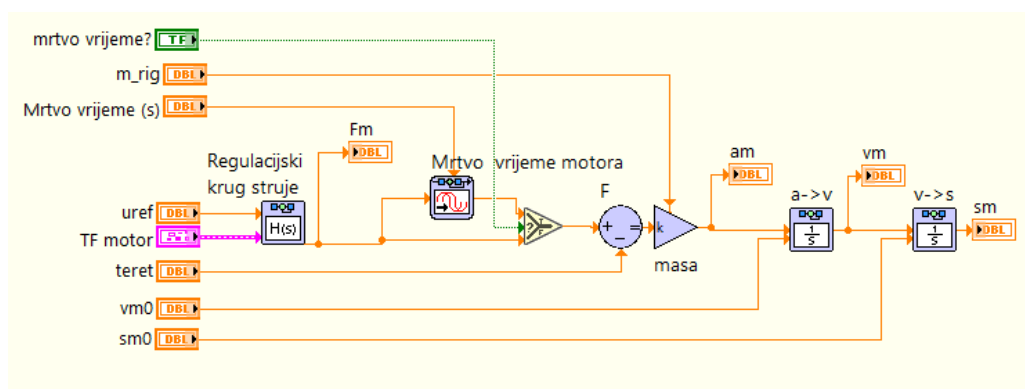 mrtvo vrijeme?
TF
m_rig
DBL
Mrtvo vrijeme (s)
DBL
Fm
DBL
Regulacijski
krug struje
H(s)
Mrtvo vrijeme motora
uref
DBL
TF motor
teret
DBL
vm0
DBL
sm0
DBL
? T F
F
+ − =
k
masa
am
DBL
a->v
1
s
vm
DBL
v->s
1
s
sm
DBL